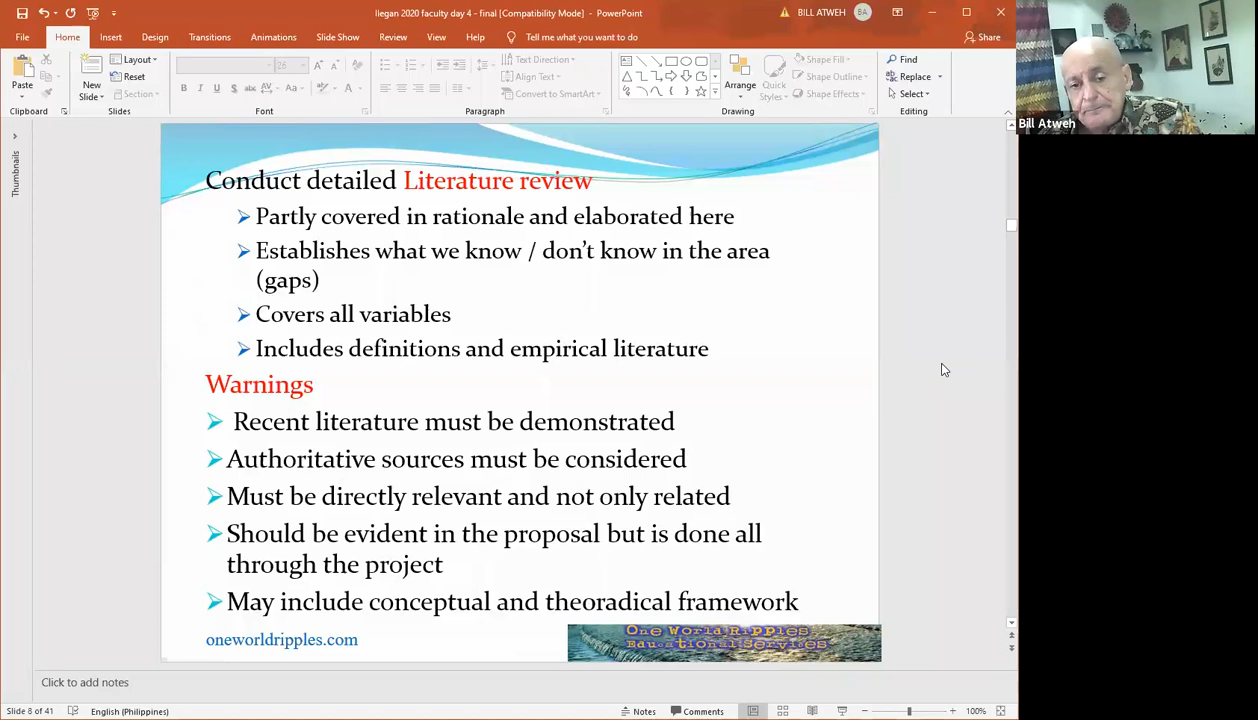 Ilegan 2020 faculty day 4 - final [Compatibility Mode] - PowerPoint
BILL ATWEH
BA
File
Home
Insert
Design
Transitions
Animations
Slide Show
Review
View
Help
Tell me what you want to do
Share
Paste
New
Slide
Layout
Reset
Section
26
Text Direction
Align Text
Convert to SmartArt
Arrange
Quick
Styles
Shape Fill
Shape Outline
Shape Effects
Find
Replace
Select
Clipboard
Slides
Font
Paragraph
Drawing
Editing
Bill Atweh
Thumbnails
Conduct detailed Literature review
Partly covered in rationale and elaborated here
Establishes what we know / don't know in the area
(gaps)
Covers all variables
Includes definitions and empirical literature
Warnings
Recent literature must be demonstrated
Authoritative sources must be considered
Must be directly relevant and not only related
Should be evident in the proposal but is done all
through the project
May include conceptual and theoradical framework
oneworldripples.com
One World Ripples
Educational Services
Click to add notes
Slide 8 of 41
English (Philippines)
Notes
Comments
100%